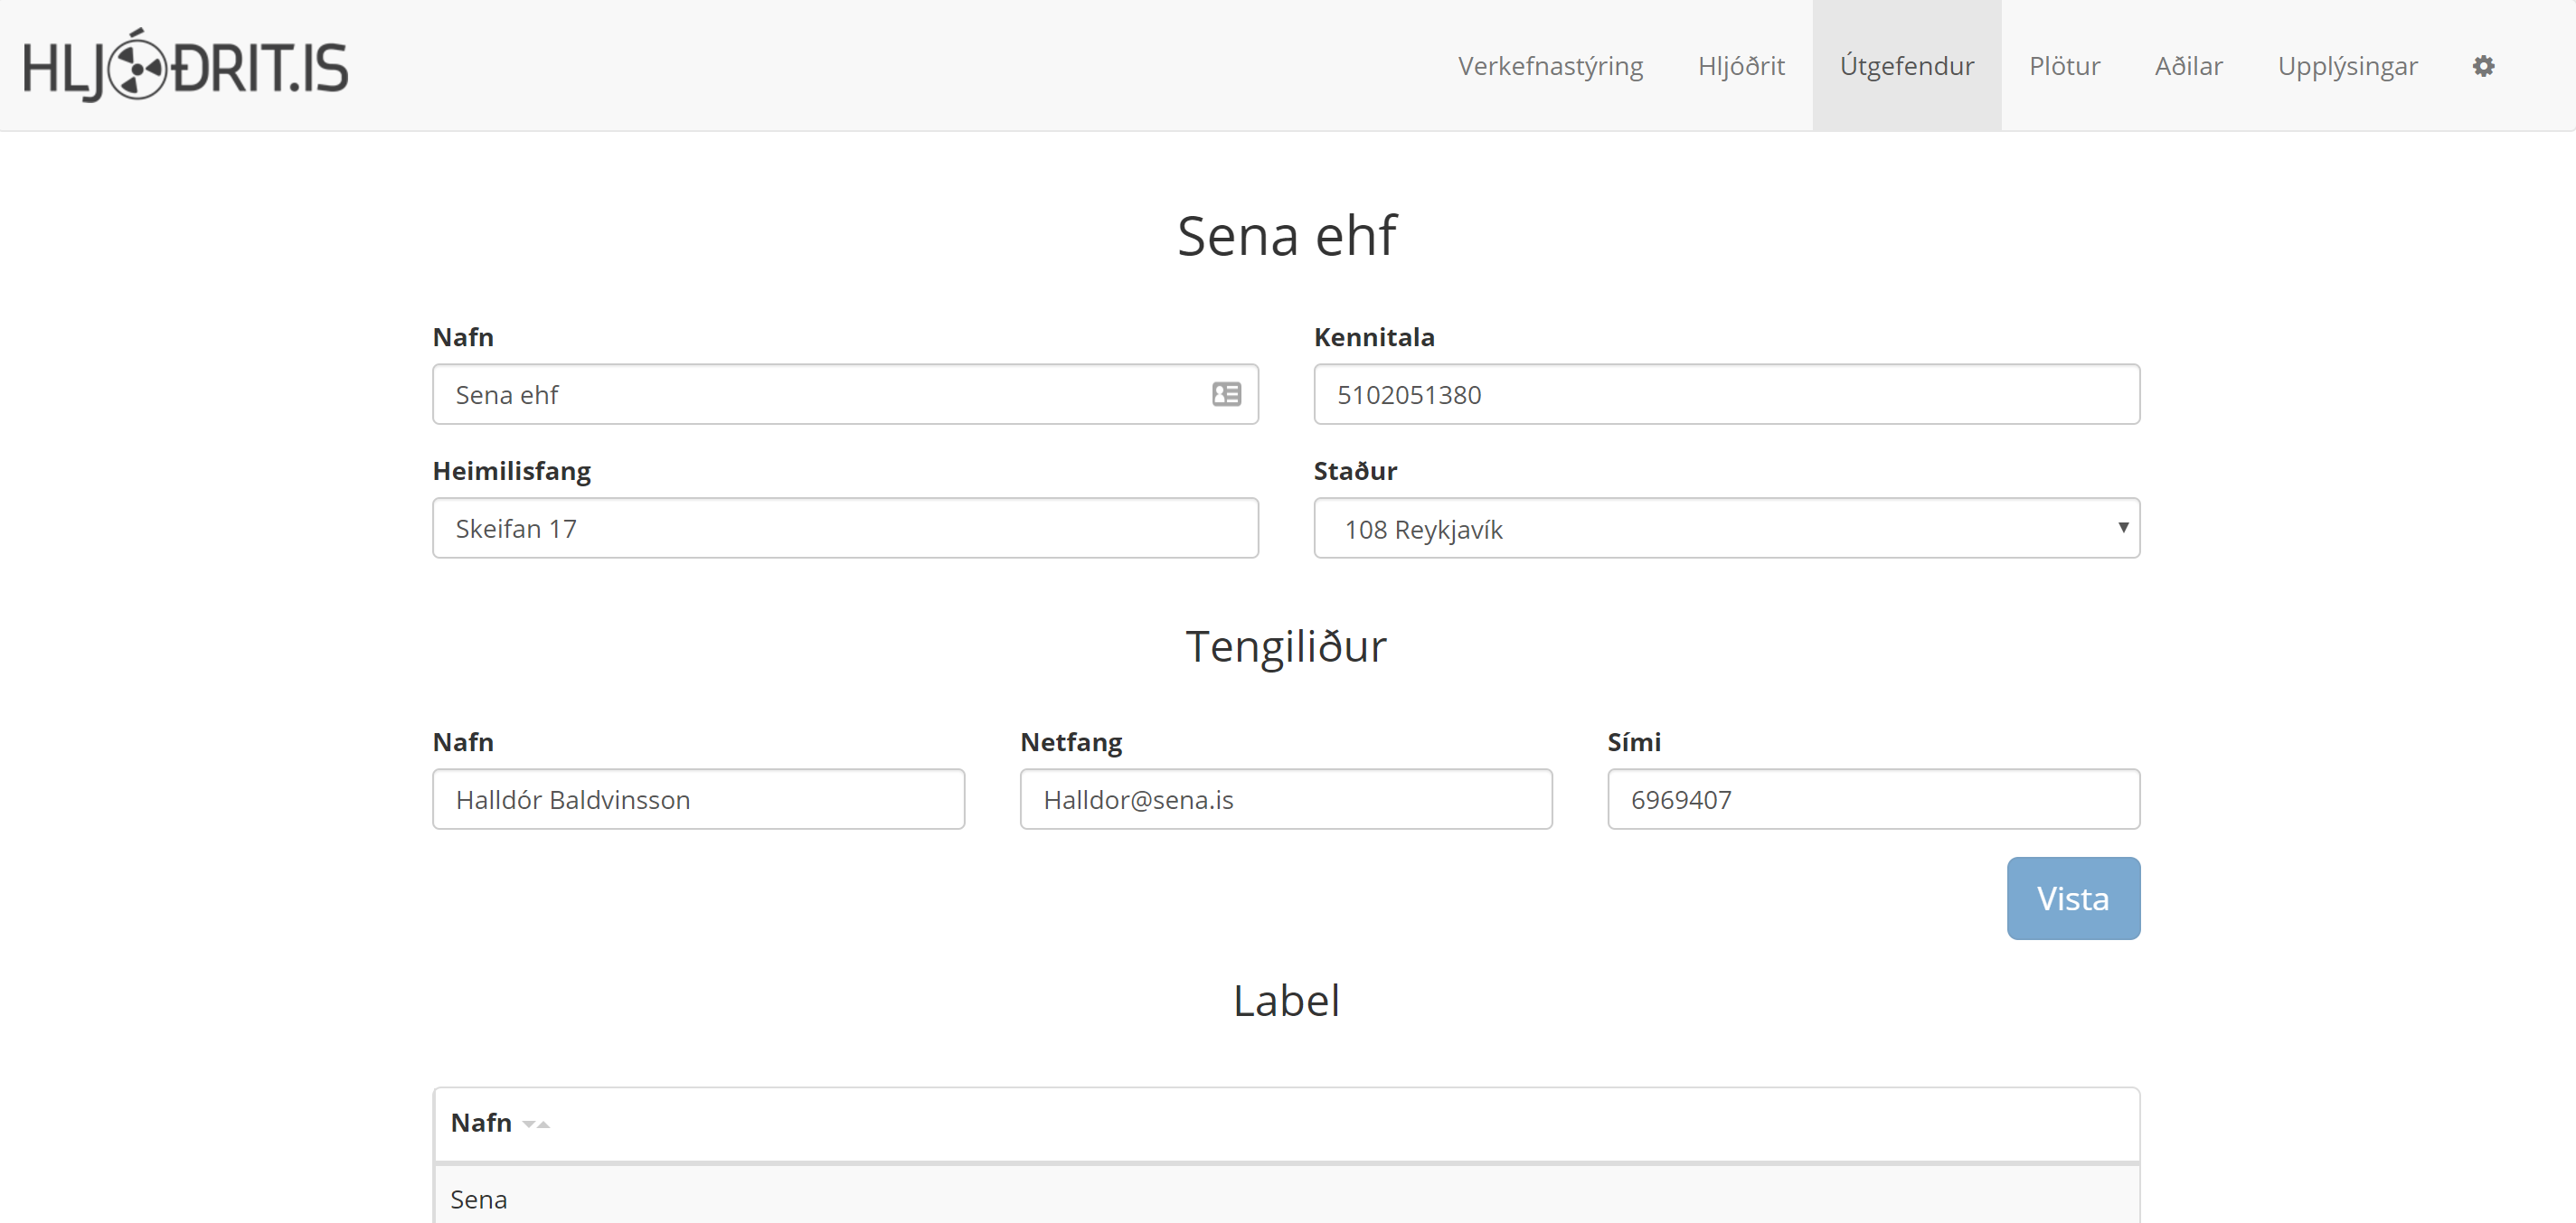 HLJÓÐRIT.IS
Verkefnastýring Hljóðrit Útgefendur Plötur Aðilar Upplýsingar
Sena ehf
Nafn Kennitala
Sena ehf 5102051380
Heimilisfang Staður
Skeifan 17 108 Reykjavík
Tengiliður
Nafn Netfang Sími
Halldór Baldvinsson Halldor@sena.is 6969407
Vista
Label
Nafn
Sena